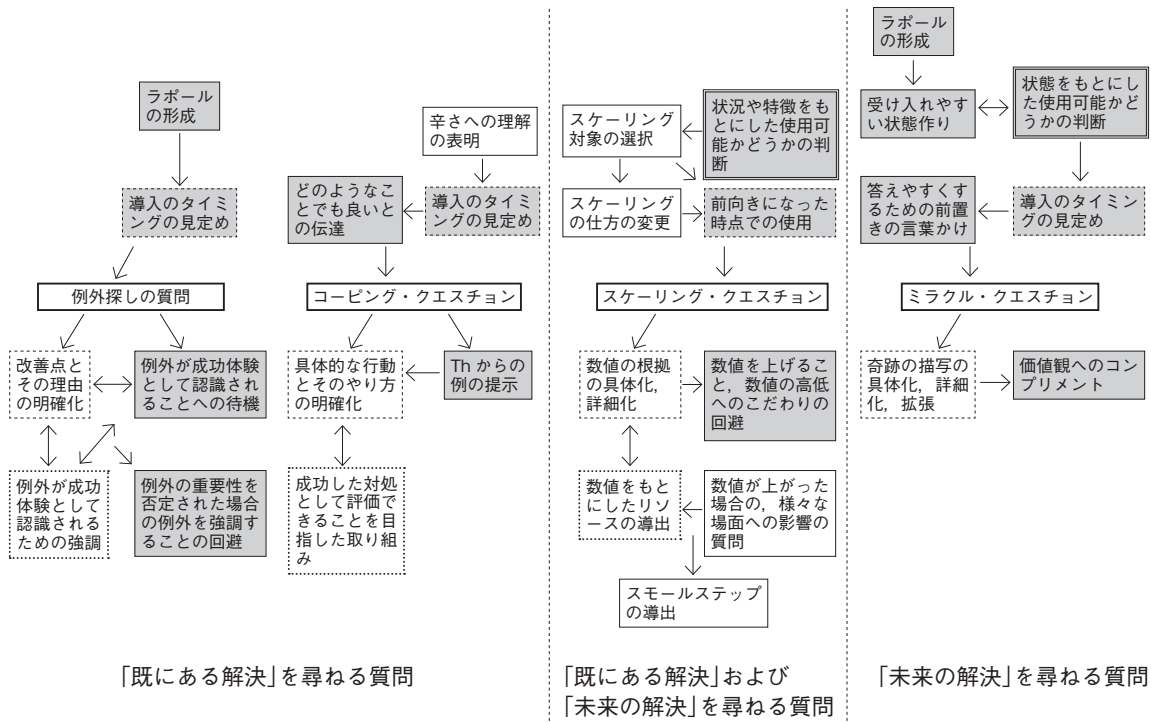 ラポール
の形成
導入のタイミ
ングの見定め
例外探しの質問
改善点と
その理由
の明確化
例外が成功体験
として認識され
ることへの待機
例外が成功
体験として
認識される
ための強調
例外の重要性を
否定された場合
の例外を強調す
ることの回避
辛さへの理解
の表明
どのようなこ
とでも良いと
の伝達
導入のタイミ
ングの見定め
コーピング・クエスチョン
具体的な行動
とそのやり方
の明確化
Th からの
例の提示
成功した対処
として評価で
きることを目
指した取り組
み
「既にある解決」を尋ねる質問
スケーリング
対象の選択
状況や特徴をも
とにした使用可
能かどうかの判
断
スケーリング
の仕方の変更
前向きになった
時点での使用
スケーリング・クエスチョン
数値の根拠
の具体化,
詳細化
数値を上げるこ
と，数値の高低
へのこだわりの
回避
数値をもと
にしたリソ
ースの導出
数値が上がった
場合の，様々な
場面への影響の
質問
スモールステップ
の導出
「既にある解決」および
「未来の解決」を尋ねる質問
ラポール
の形成
受け入れやす
い状態作り
状態をもとにし
た使用可能かど
うかの判断
答えやすくす
るための前置
きの言葉かけ
導入のタイミン
グの見定め
ミラクル・クエスチョン
奇跡の描写の
具体化，詳細
化，拡張
価値観へのコン
プリメント
「未来の解決」を尋ねる質問